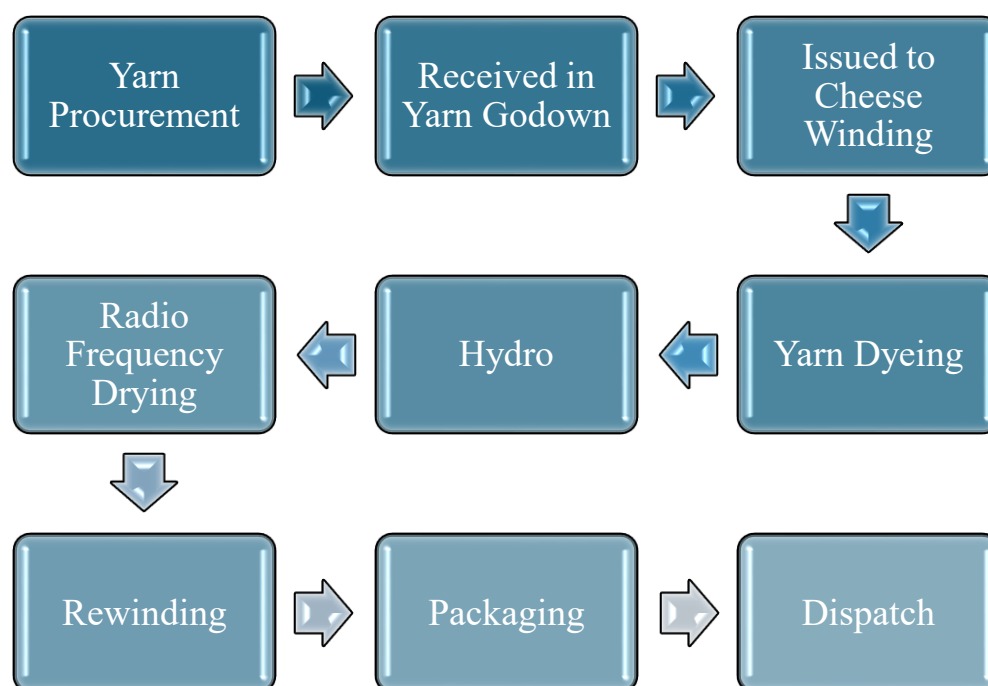 Yarn
Procurement
Received in
Yarn Godown
Issued to
Cheese
Winding
Yarn Dyeing
Hydro
Radio
Frequency
Drying
Rewinding
Packaging
Dispatch